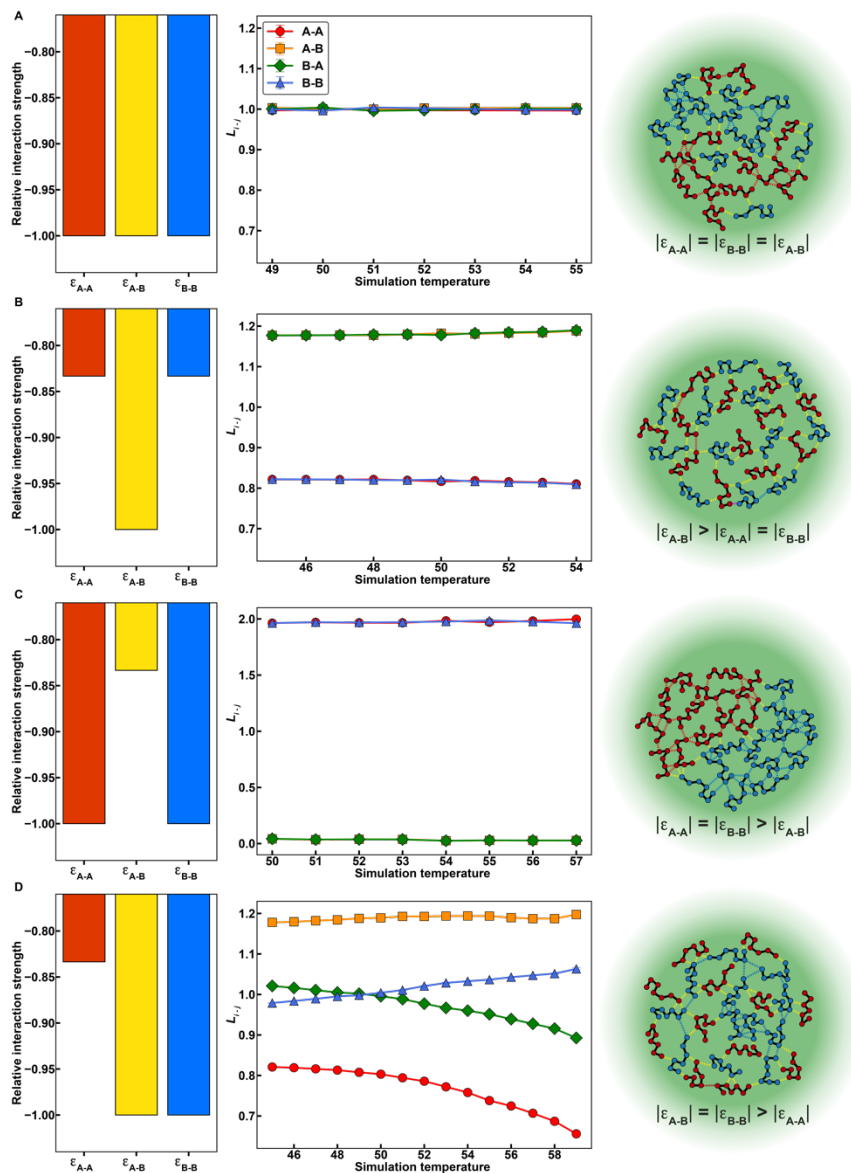 A
Relative interaction strength
−0.80
−0.85
−0.90
−0.95
−1.00
εA-A εA-B εB-B
Li-j
1.2
1.1
1.0
0.9
0.8
0.7
A-A
A-B
B-A
B-B
49 50 51 52 53 54 55
Simulation temperature
|εA-A| = |εB-B| = |εA-B|
B
Relative interaction strength
−0.80
−0.85
−0.90
−0.95
−1.00
εA-A εA-B εB-B
Li-j
1.2
1.1
1.0
0.9
0.8
0.7
46 48 50 52 54
Simulation temperature
|εA-B| > |εA-A| = |εB-B|
C
Relative interaction strength
−0.80
−0.85
−0.90
−0.95
−1.00
εA-A εA-B εB-B
Li-j
2.0
1.5
1.0
0.5
0.0
50 51 52 53 54 55 56 57
Simulation temperature
|εA-A| = |εB-B| > |εA-B|
D
Relative interaction strength
−0.80
−0.85
−0.90
−0.95
−1.00
εA-A εA-B εB-B
Li-j
1.2
1.1
1.0
0.9
0.8
0.7
46 48 50 52 54 56 58
Simulation temperature
|εA-B| = |εB-B| > |εA-A|